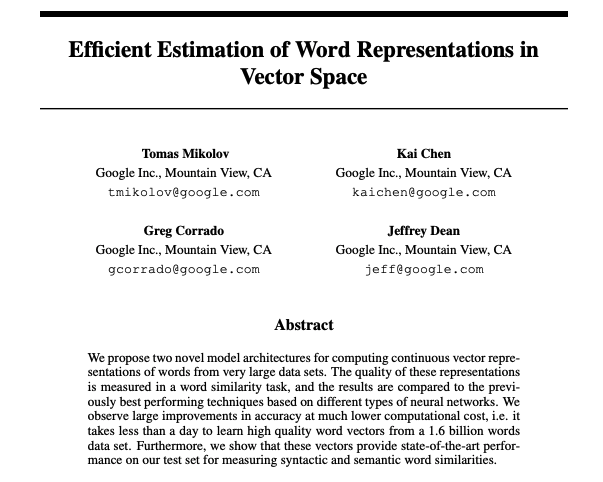 Efficient Estimation of Word Representations in
Vector Space
Tomas Mikolov
Google Inc., Mountain View, CA
tmikolov@google.com
Kai Chen
Google Inc., Mountain View, CA
kaichen@google.com
Greg Corrado
Google Inc., Mountain View, CA
gcorrado@google.com
Jeffrey Dean
Google Inc., Mountain View, CA
jeff@google.com
Abstract
We propose two novel model architectures for computing continuous vector repre-
sentations of words from very large data sets. The quality of these representations
is measured in a word similarity task, and the results are compared to the previ-
ously best performing techniques based on different types of neural networks. We
observe large improvements in accuracy at much lower computational cost, i.e. it
takes less than a day to learn high quality word vectors from a 1.6 billion words
data set. Furthermore, we show that these vectors provide state-of-the-art perfor-
mance on our test set for measuring syntactic and semantic word similarities.